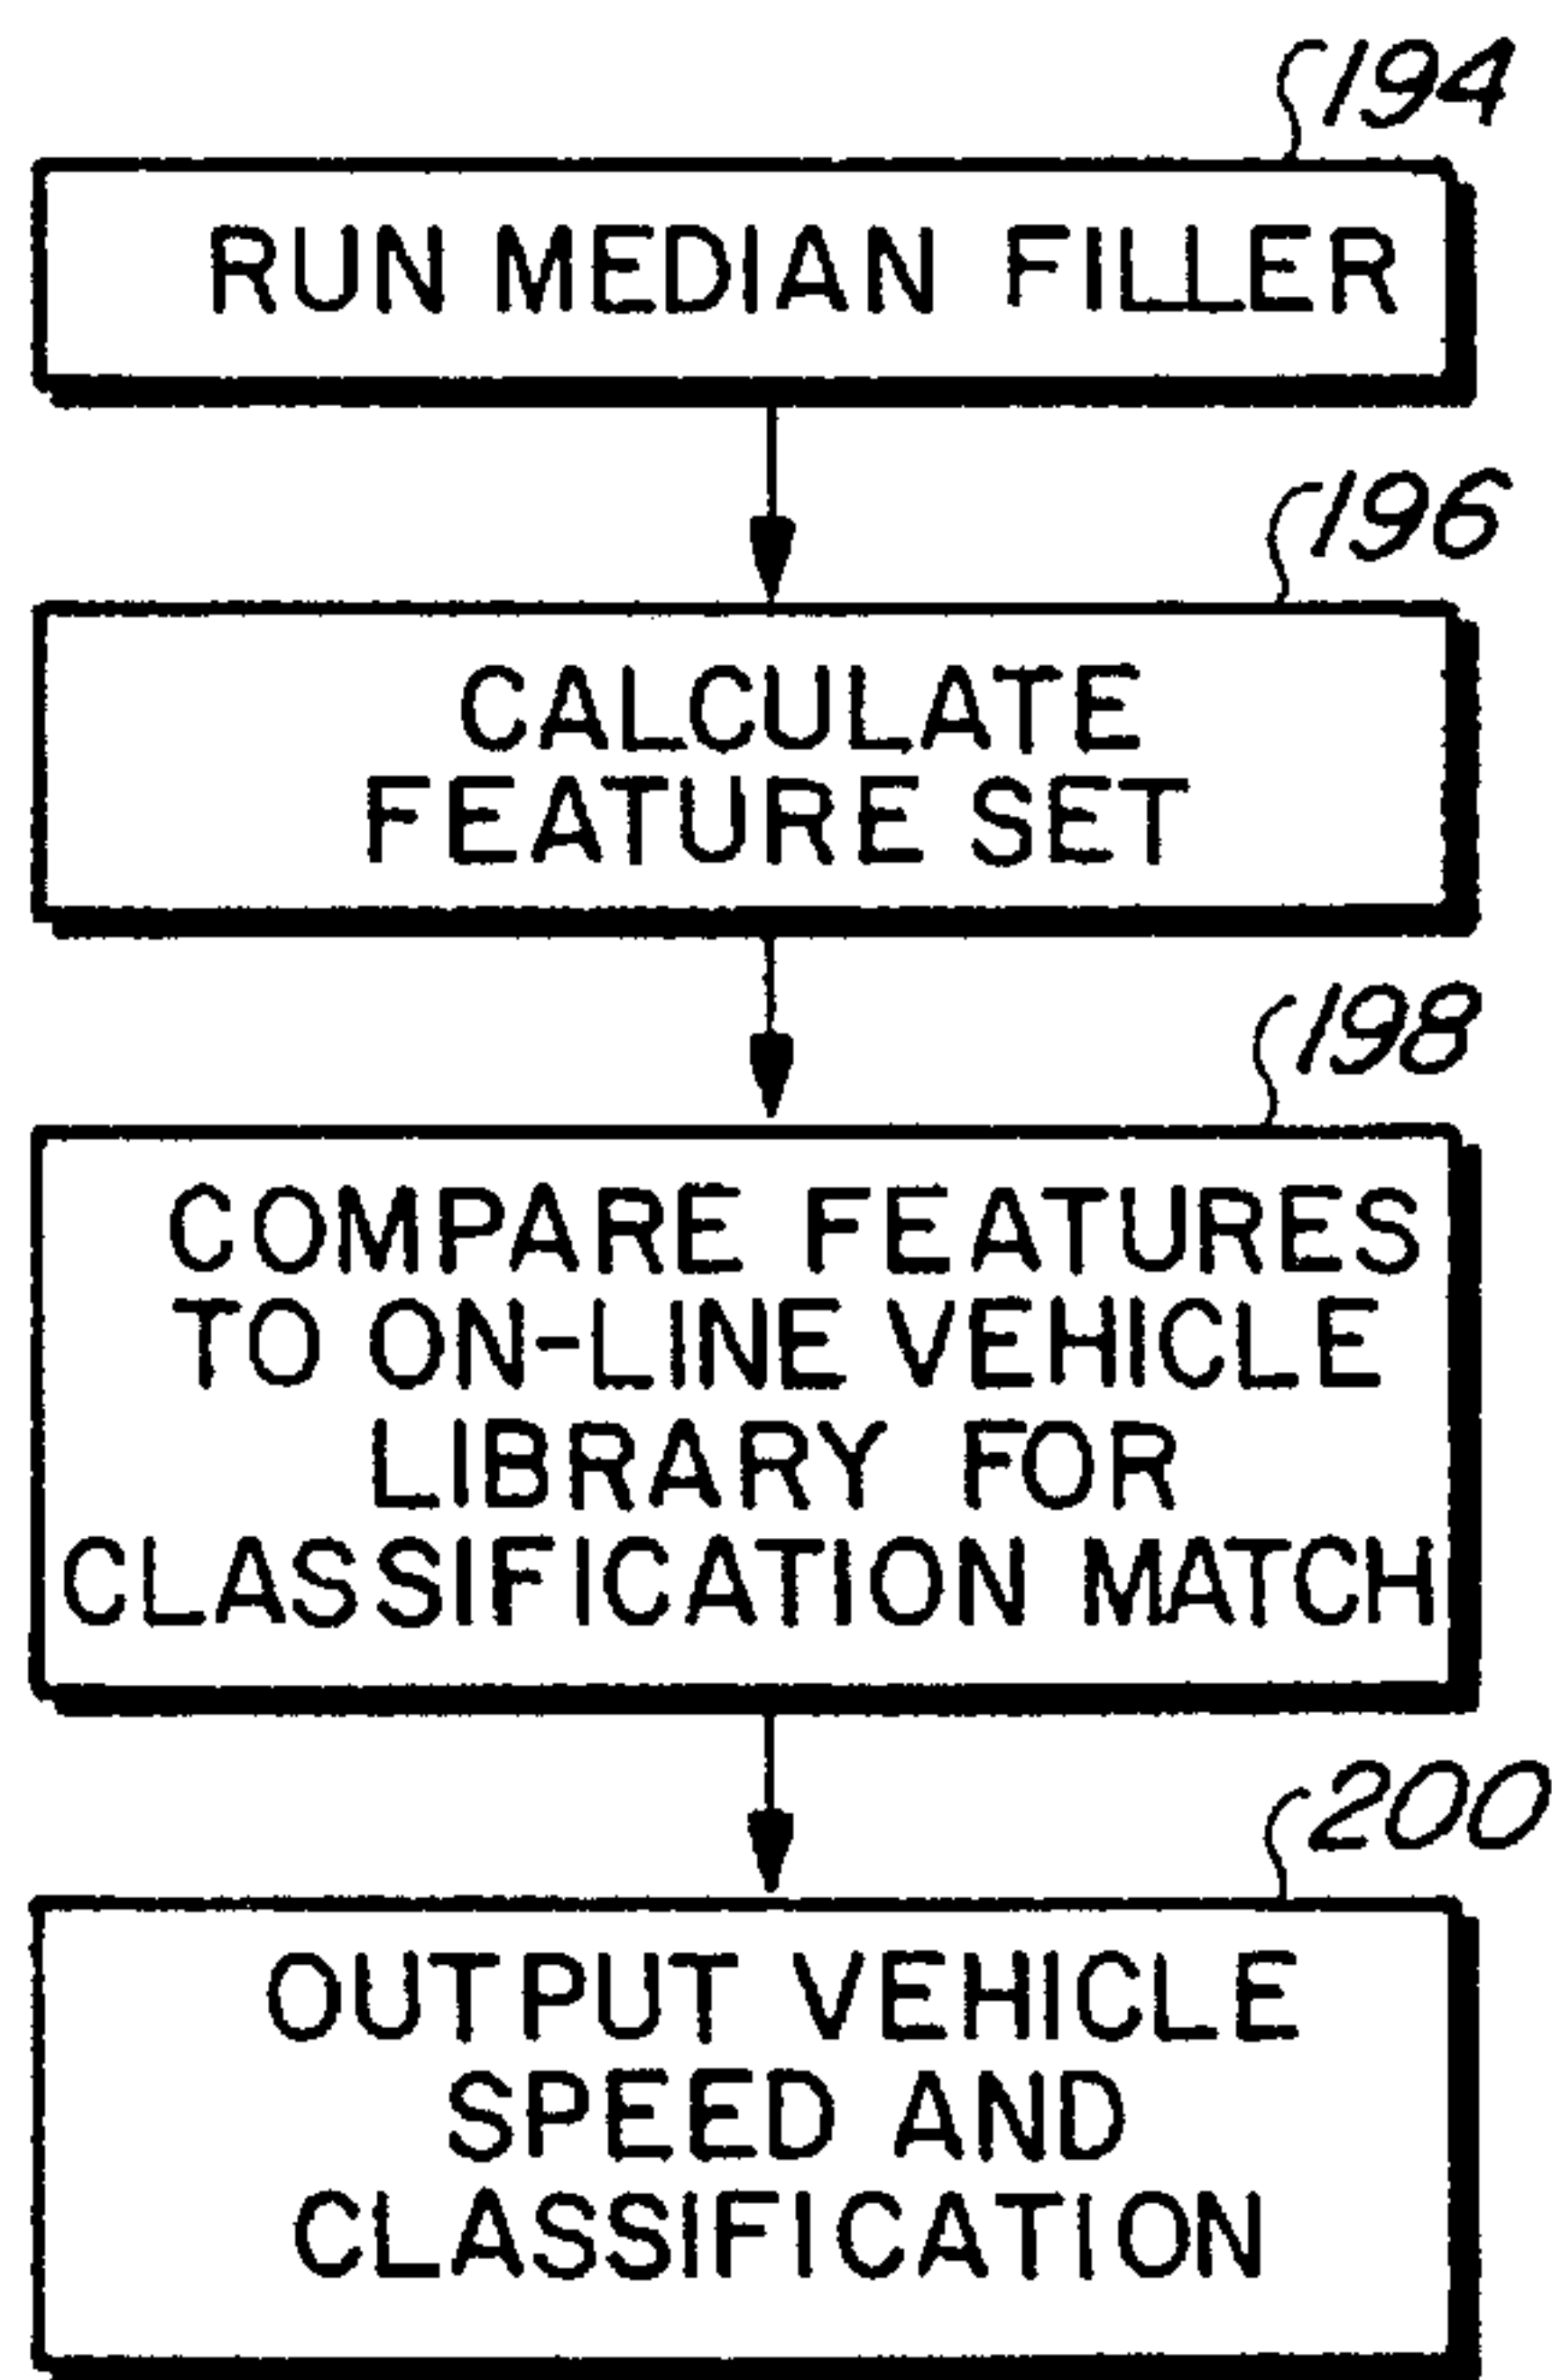 194
RUN MEDIAN FILLER
196
CALCULATE
FEATURE SET
198
COMPARE FEATURES
TO ON-LINE VEHICLE
LIBRARY FOR
CLASSIFICATION MATCH
200
OUTPUT VEHICLE
SPEED AND
CLASSIFICATION